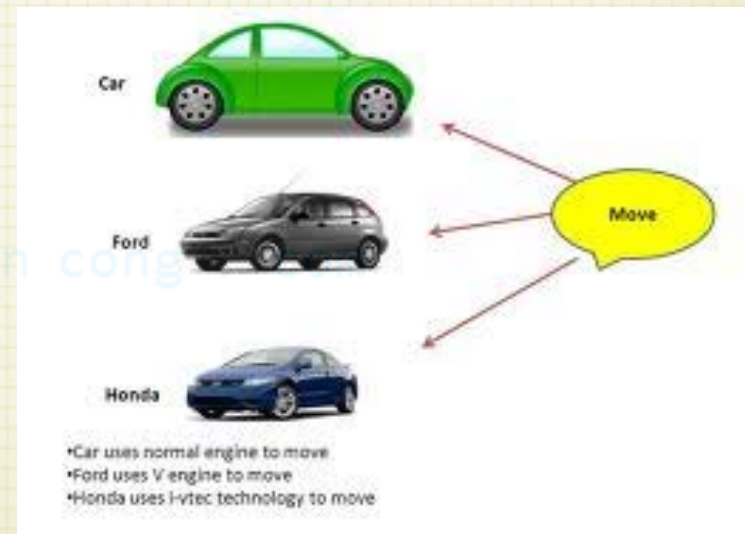 Car
Move
Ford
n cong
Honda
•Car uses normal engine to move
•Ford uses V engine to move
•Honda uses i-vtec technology to move